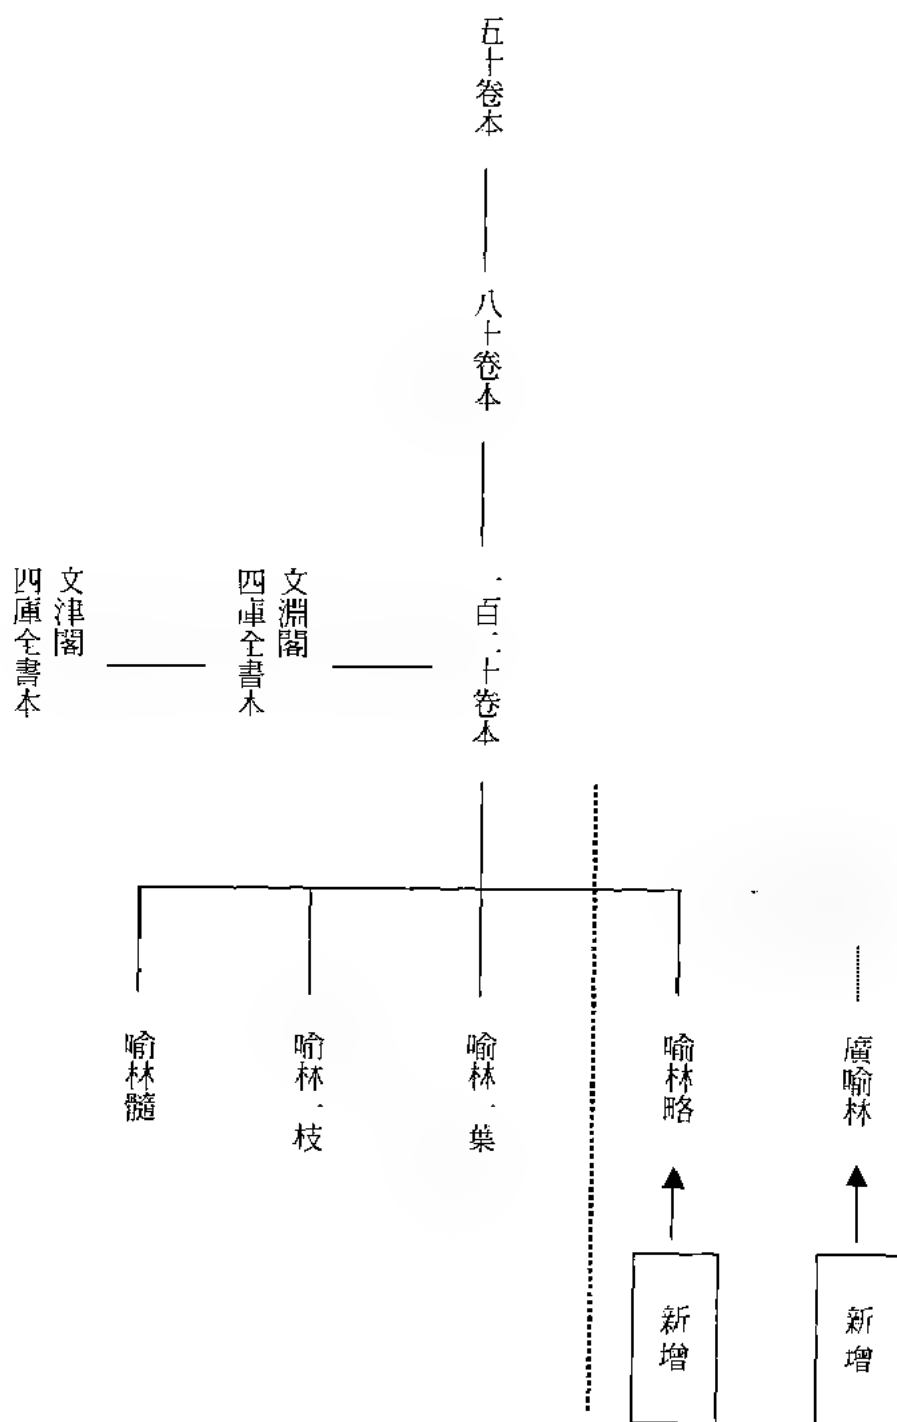 五十卷本
八十卷本
一百二十卷本
文淵閣
四庫全書本
文津閣
四庫全書本
廣喻林
喻林略
喻林一葉
喻林一枝
喻林髓
新增
新增